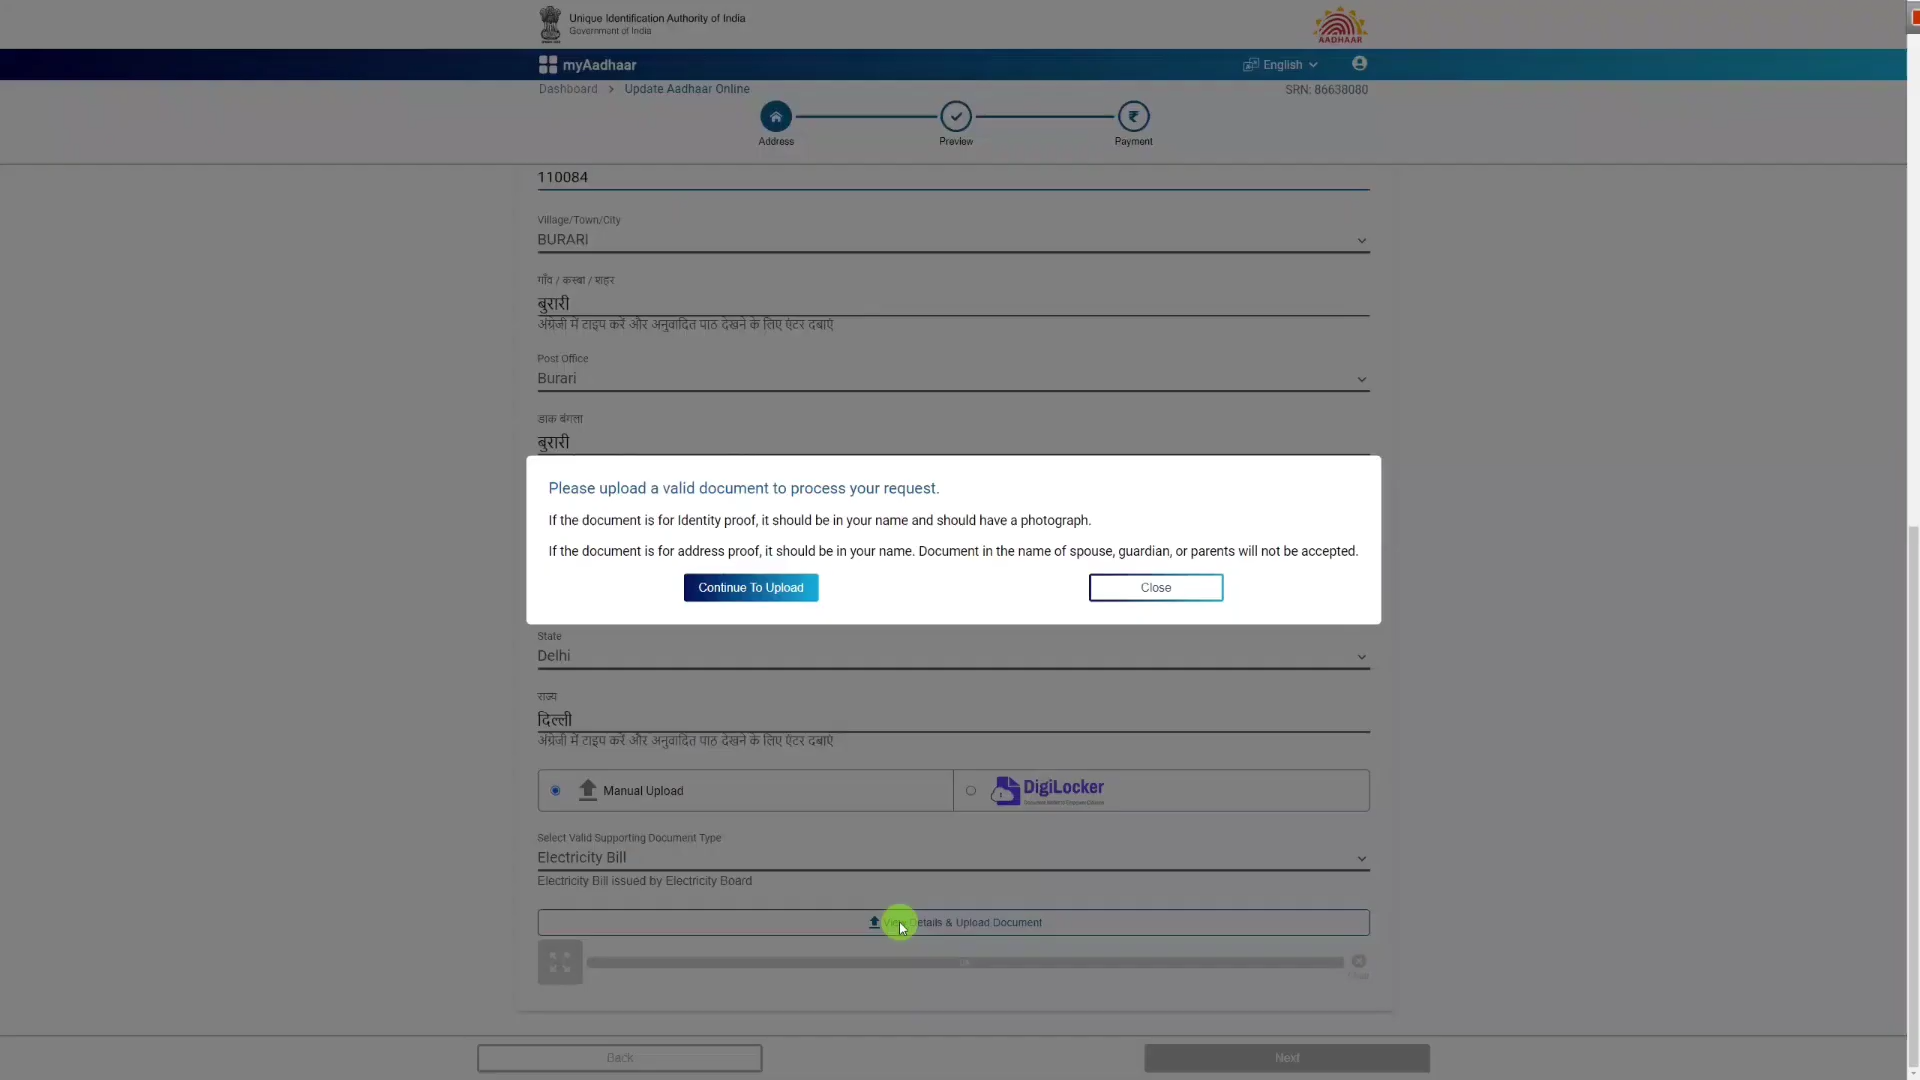 Unique Identification Authority of India
Government of India
AADHAAR
myAadhaar
English
Dashboard > Update Aadhaar Online
SRN: 86638080
Address
Preview
Payment
110084
Village/Town/City
BURARI
गाँव / कस्बा / शहर
बुरारी
अंग्रेजी में टाइप करें और अनुवादित पाठ देखने के लिए एंटर दबाएं
Post Office
Burari
डाक बंगला
बुरारी
Please upload a valid document to process your request.
If the document is for Identity proof, it should be in your name and should have a photograph.
If the document is for address proof, it should be in your name. Document in the name of spouse, guardian, or parents will not be accepted.
Continue To Upload
Close
State
Delhi
राज्य
दिल्ली
अंग्रेजी में टाइप करें और अनुवादित पाठ देखने के लिए एंटर दबाएं
Manual Upload
DigiLocker
Select Valid Supporting Document Type
Electricity Bill
Electricity Bill issued by Electricity Board
View Details & Upload Document
Back
Next